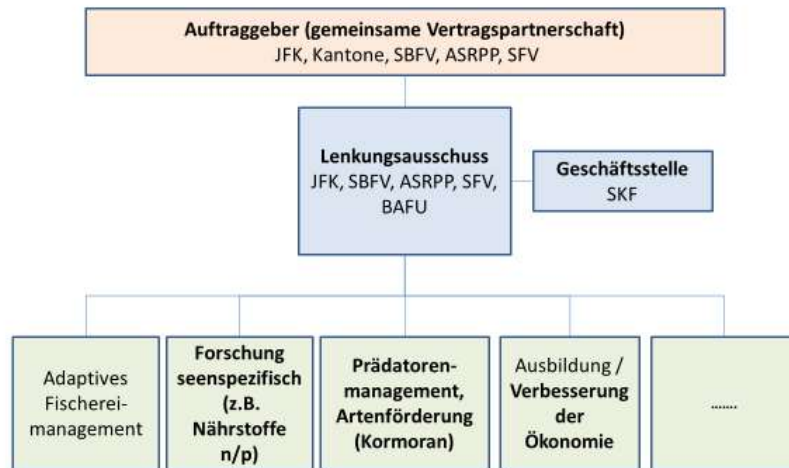 Auftraggeber (gemeinsame Vertragspartnerschaft)
JFK, Kantone, SBFV, ASRPP, SFV
Lenkungsausschuss
JFK, SBFV, ASRPP, SFV,
BAFU
Geschäftsstelle
SKF
Adaptives
Fischerei-
management
Forschung
seenspezifisch
(z.B.
Nährstoffe
n/p)
Prädatoren-
management,
Artenförderung
(Kormoran)
Ausbildung /
Verbesserung
der
Ökonomie
.......